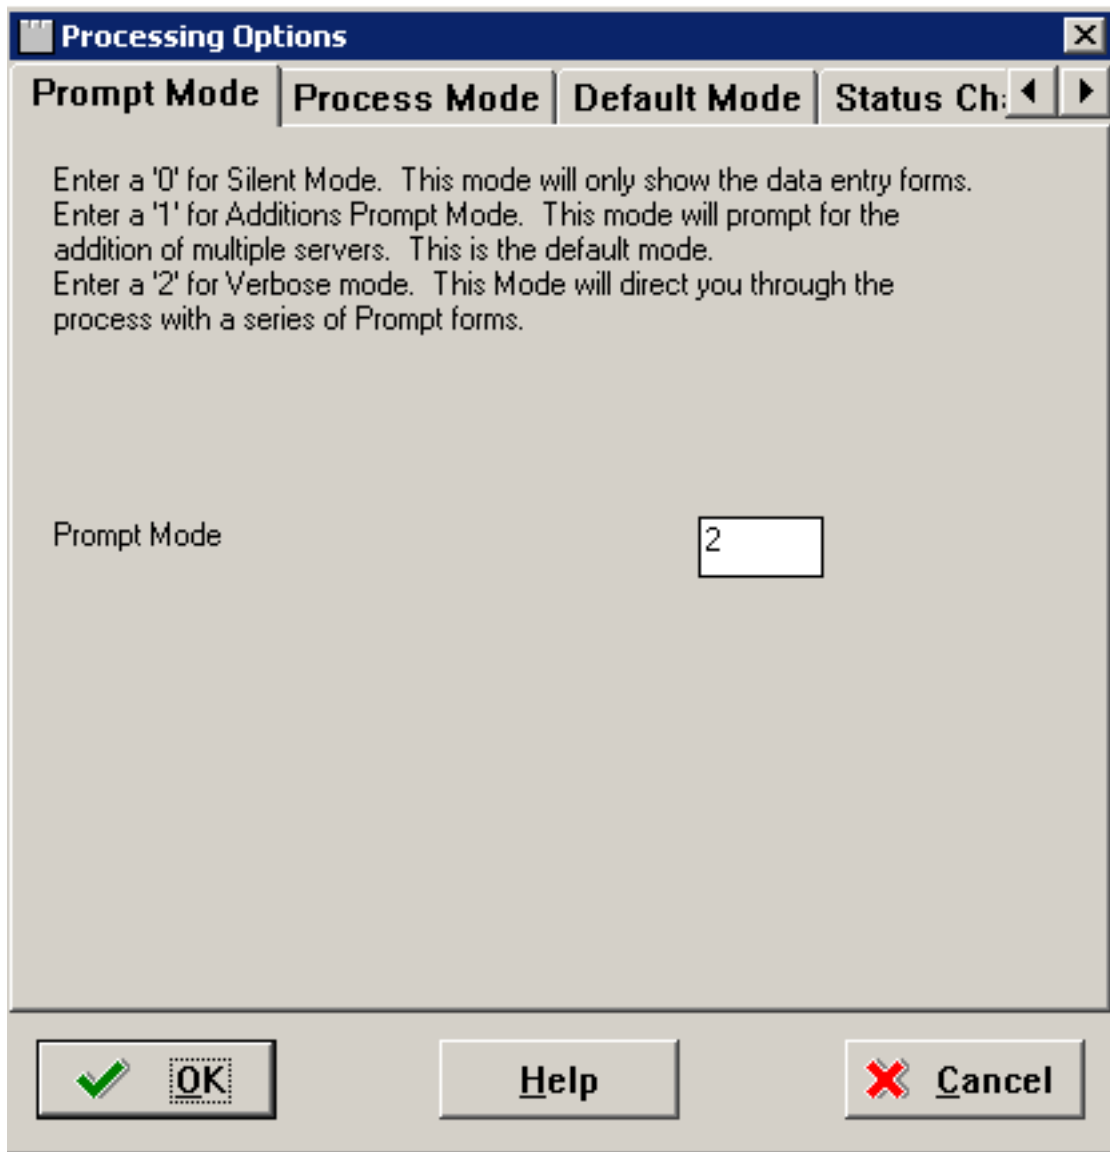 Processing Options
Prompt Mode Process Mode Default Mode Status Ch
Enter a '0' for Silent Mode. This mode will only show the data entry forms.
Enter a '1' for Additions Prompt Mode. This mode will prompt for the
addition of multiple servers. This is the default mode.
Enter a '2' for Verbose mode. This Mode will direct you through the
process with a series of Prompt forms.
Prompt Mode 2
OK Help Cancel